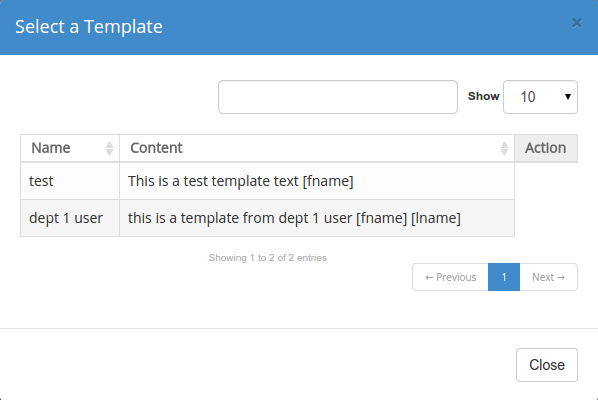 Select a Template ×
Show 10
Name Content Action
test This is a test template text [fname]
dept 1 user this is a template from dept 1 user [fname] [lname]
Showing 1 to 2 of 2 entries
← Previous 1 Next →
Close